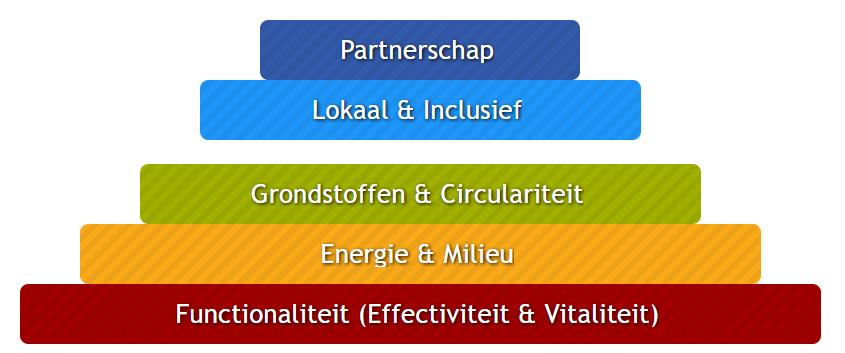 Partnerschap
Lokaal & Inclusief
Grondstoffen & Circulariteit
Energie & Milieu
Functionaliteit (Effectiviteit & Vitaliteit)